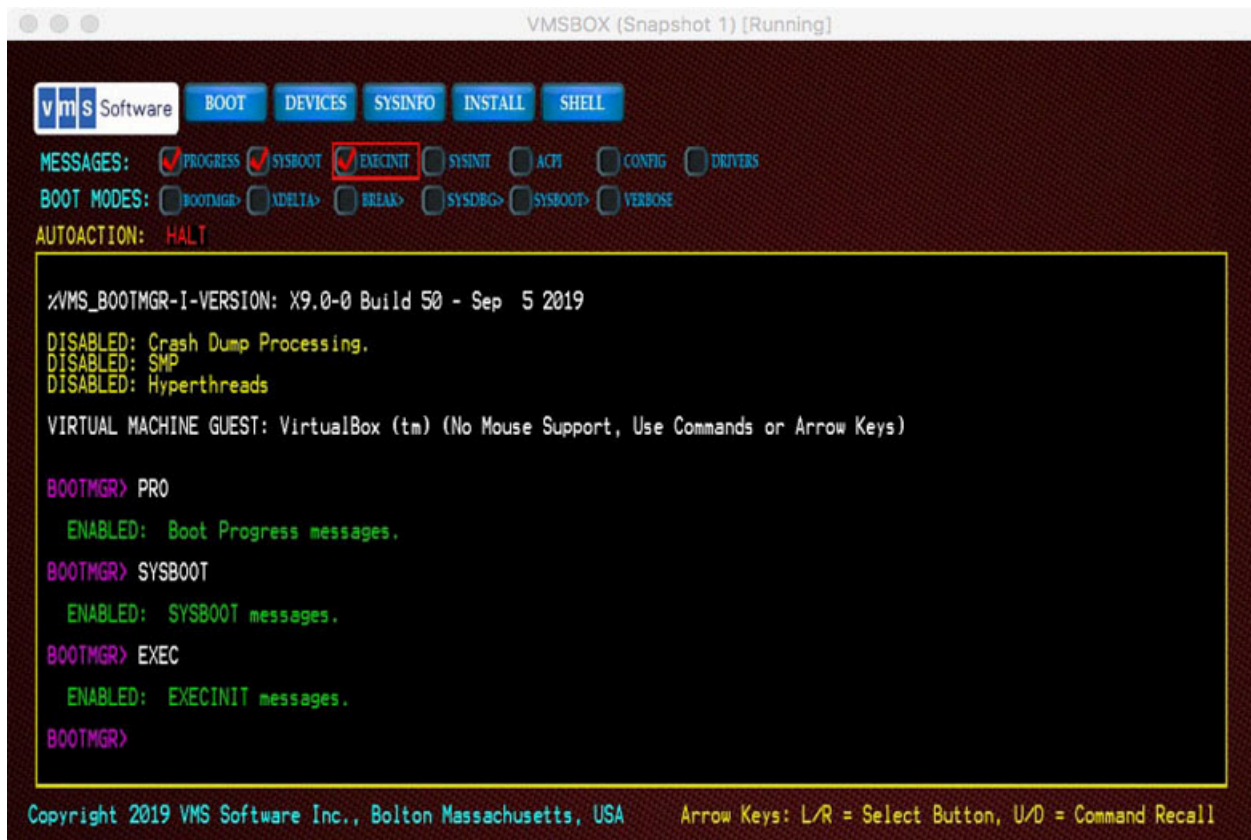 VMSBOX (Snapshot 1) [Running]
vms Software BOOT DEVICES SYSINFO INSTALL SHELL
MESSAGES: PROGRESS SYSBOOT EXECINIT SYSINIT ACPI CONFIG DRIVERS
BOOT MODES: BOOTMGR> XDELTA> BREAK> SYSDBG> SYSBOOT> VERBOSE
AUTOACTION: HALT
%VMS_BOOTMGR-I-VERSION: X9.0-0 Build 50 - Sep 5 2019
DISABLED: Crash Dump Processing.
DISABLED: SMP
DISABLED: Hyperthreads
VIRTUAL MACHINE GUEST: VirtualBox (tm) (No Mouse Support, Use Commands or Arrow Keys)
BOOTMGR> PRO
ENABLED: Boot Progress messages.
BOOTMGR> SYSBOOT
ENABLED: SYSBOOT messages.
BOOTMGR> EXEC
ENABLED: EXECINIT messages.
BOOTMGR>
Copyright 2019 VMS Software Inc., Bolton Massachusetts, USA Arrow Keys: L/R = Select Button, U/D = Command Recall